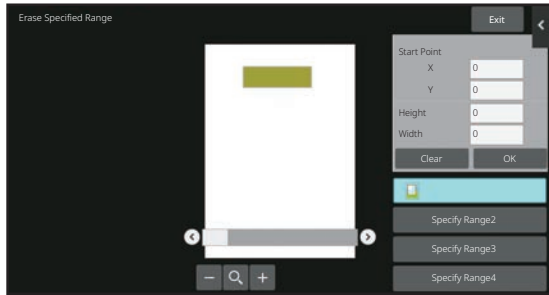 Erase Specified Range
Exit
Start Point
X 0
Y 0
Height 0
Width 0
Clear OK
Specify Range2
Specify Range3
Specify Range4